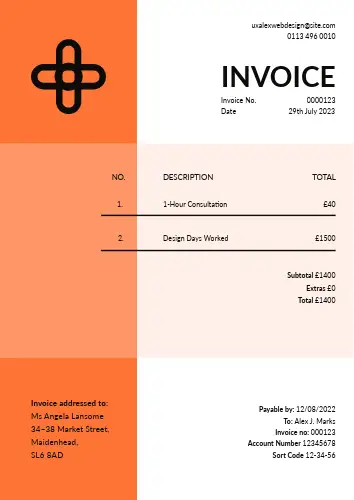 uxalexwebdesign@site.com
0113 496 0010
INVOICE
Invoice No. 0000123
Date 29th July 2023
NO. DESCRIPTION TOTAL
1. 1-Hour Consultation £40
2. Design Days Worked £1500
Subtotal £1400
Extras £0
Total £1400
Invoice addressed to:
Ms Angela Lansome
34–38 Market Street,
Maidenhead,
SL6 8AD
Payable by: 12/08/2022
To: Alex J. Marks
Invoice no: 000123
Account Number 12345678
Sort Code 12-34-56